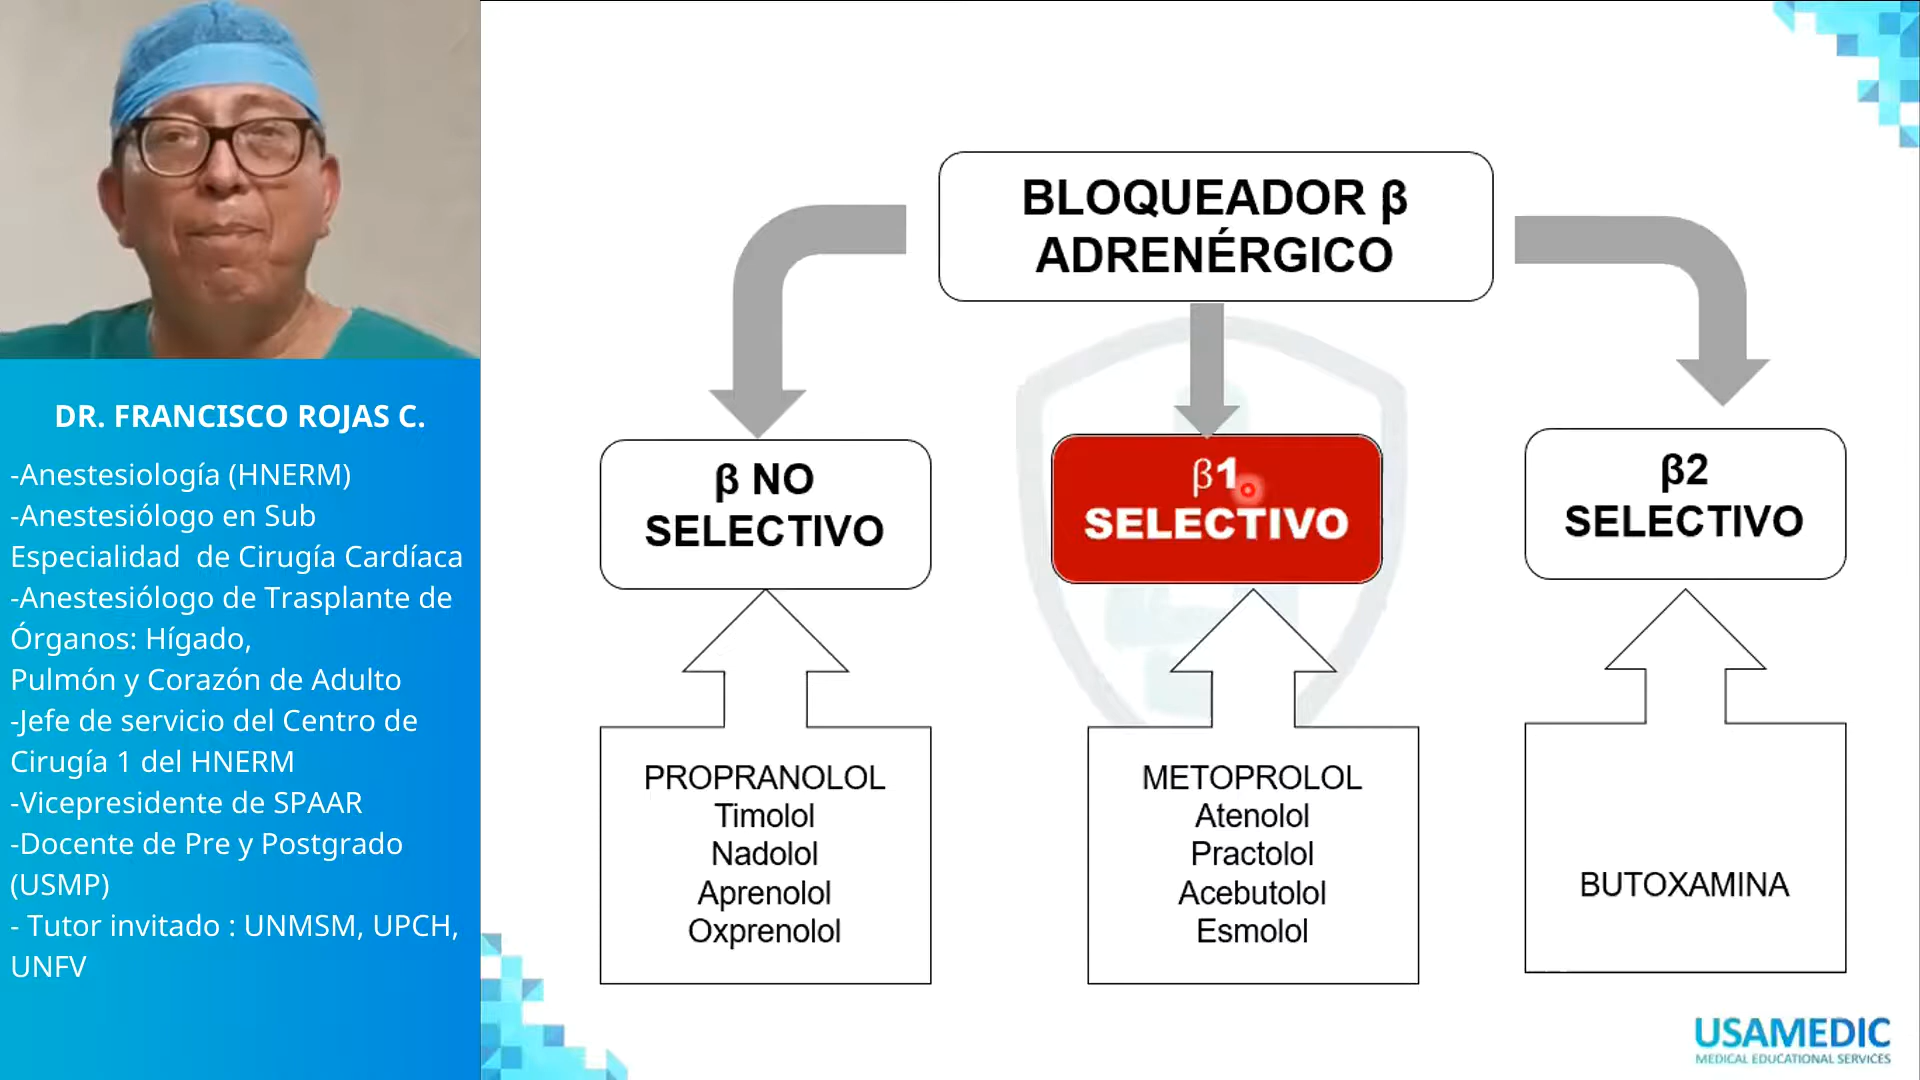 DR. FRANCISCO ROJAS C.
-Anestesiología (HNERM)
-Anestesiólogo en Sub
Especialidad de Cirugía Cardíaca
-Anestesiólogo de Trasplante de
Órganos: Hígado,
Pulmón y Corazón de Adulto
-Jefe de servicio del Centro de
Cirugía 1 del HNERM
-Vicepresidente de SPAAR
-Docente de Pre y Postgrado
(USMP)
- Tutor invitado : UNMSM, UPCH,
UNFV
BLOQUEADOR β
ADRENÉRGICO
β NO
SELECTIVO
β1
SELECTIVO
β2
SELECTIVO
PROPRANOLOL
Timolol
Nadolol
Aprenolol
Oxprenolol
METOPROLOL
Atenolol
Practolol
Acebutolol
Esmolol
BUTOXAMINA
USAMEDIC
MEDICAL EDUCATIONAL SERVICES